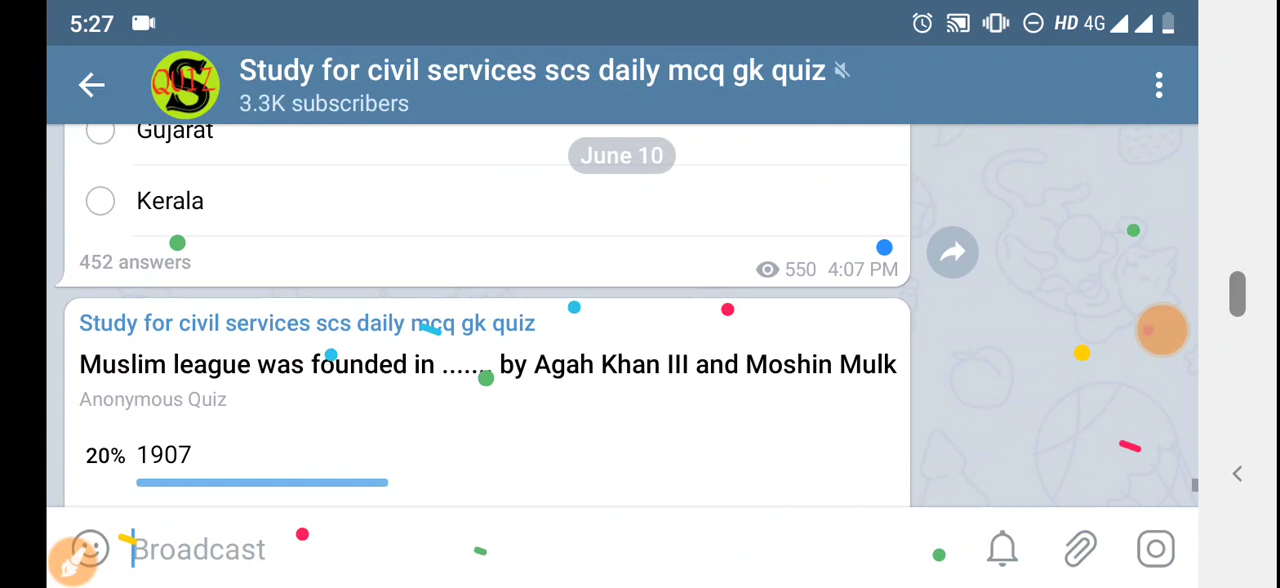 5:27 HD 4G
QUIZ S
Study for civil services scs daily mcq gk quiz
3.3K subscribers
Gujarat
June 10
Kerala
452 answers
550 4:07 PM
Study for civil services scs daily mcq gk quiz
Muslim league was founded in ....... by Agah Khan III and Moshin Mulk
Anonymous Quiz
20% 1907
Broadcast